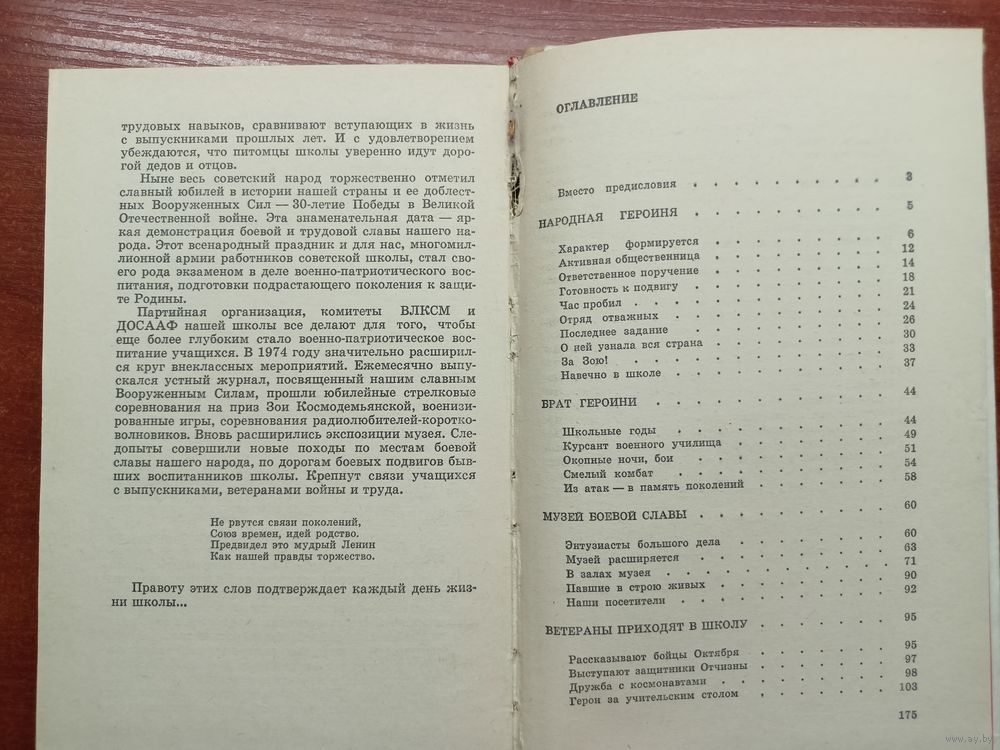 трудовых навыков, сравнивают вступающих в жизнь
с выпускниками прошлых лет. И с удовлетворением
убеждаются, что питомцы школы уверенно идут доро-
гой дедов и отцов.
Ныне весь советский народ торжественно отметил
славный юбилей в истории нашей страны и ее доблест-
ных Вооруженных Сил — 30-летие Победы в Великой
Отечественной войне. Эта знаменательная дата — яр-
кая демонстрация боевой и трудовой славы нашего на-
рода. Этот всенародный праздник и для нас, многомил-
лионной армии работников советской школы, стал свое-
го рода экзаменом в деле военно-патриотического вос-
питания, подготовки подрастающего поколения к защи-
те Родины.
Партийная организация, комитеты ВЛКСМ и
ДОСААФ нашей школы все делают для того, чтобы
еще более глубоким стало военно-патриотическое вос-
питание учащихся. В 1974 году значительно расширил-
ся круг внеклассных мероприятий. Ежемесячно выпу-
скался устный журнал, посвященный нашим славным
Вооруженным Силам, прошли юбилейные стрелковые
соревнования на приз Зои Космодемьянской, военизи-
рованные игры, соревнования радиолюбителей-коротко-
волновиков. Вновь расширились экспозиции музея. Сле-
допыты совершили новые походы по местам боевой
славы нашего народа, по дорогам боевых подвигов быв-
ших воспитанников школы. Крепнут связи учащихся
с выпускниками, ветеранами войны и труда.
Не рвутся связи поколений,
Союз времен, идей родство.
Предвидел это мудрый Ленин
Как нашей правды торжество.
Правоту этих слов подтверждает каждый день жиз-
ни школы...
ОГЛАВЛЕНИЕ
Вместо предисловия . . . . . . . . . . 3
НАРОДНАЯ ГЕРОИНЯ . . . . . . . . . . 5
Характер формируется . . . . . . . . . 6
Активная общественница . . . . . . . . . 12
Ответственное поручение . . . . . . . . . 14
Готовность к подвигу . . . . . . . . . 18
Час пробил . . . . . . . . . . . 21
Отряд отважных . . . . . . . . . . 24
Последнее задание . . . . . . . . . . 26
О ней узнала вся страна . . . . . . . . . 30
За Зою! . . . . . . . . . . . . 33
Навечно в школе . . . . . . . . . . 37
БРАТ ГЕРОИНИ . . . . . . . . . . . 44
Школьные годы . . . . . . . . . . 44
Курсант военного училища . . . . . . . . 49
Окопные ночи, бои . . . . . . . . . . 51
Смелый комбат . . . . . . . . . . 54
Из атак — в память поколений . . . . . . . 58
МУЗЕЙ БОЕВОЙ СЛАВЫ . . . . . . . . . 60
Энтузиасты большого дела . . . . . . . . 60
Музей расширяется . . . . . . . . . . 63
В залах музея . . . . . . . . . . . 71
Павшие в строю живых . . . . . . . . . 90
Наши посетители . . . . . . . . . . 92
ВЕТЕРАНЫ ПРИХОДЯТ В ШКОЛУ . . . . . . . 95
Рассказывают бойцы Октября . . . . . . . 95
Выступают защитники Отчизны . . . . . . . 97
Дружба с космонавтами . . . . . . . . . 98
Герои за учительским столом . . . . . . . 103
175
www.ay.by